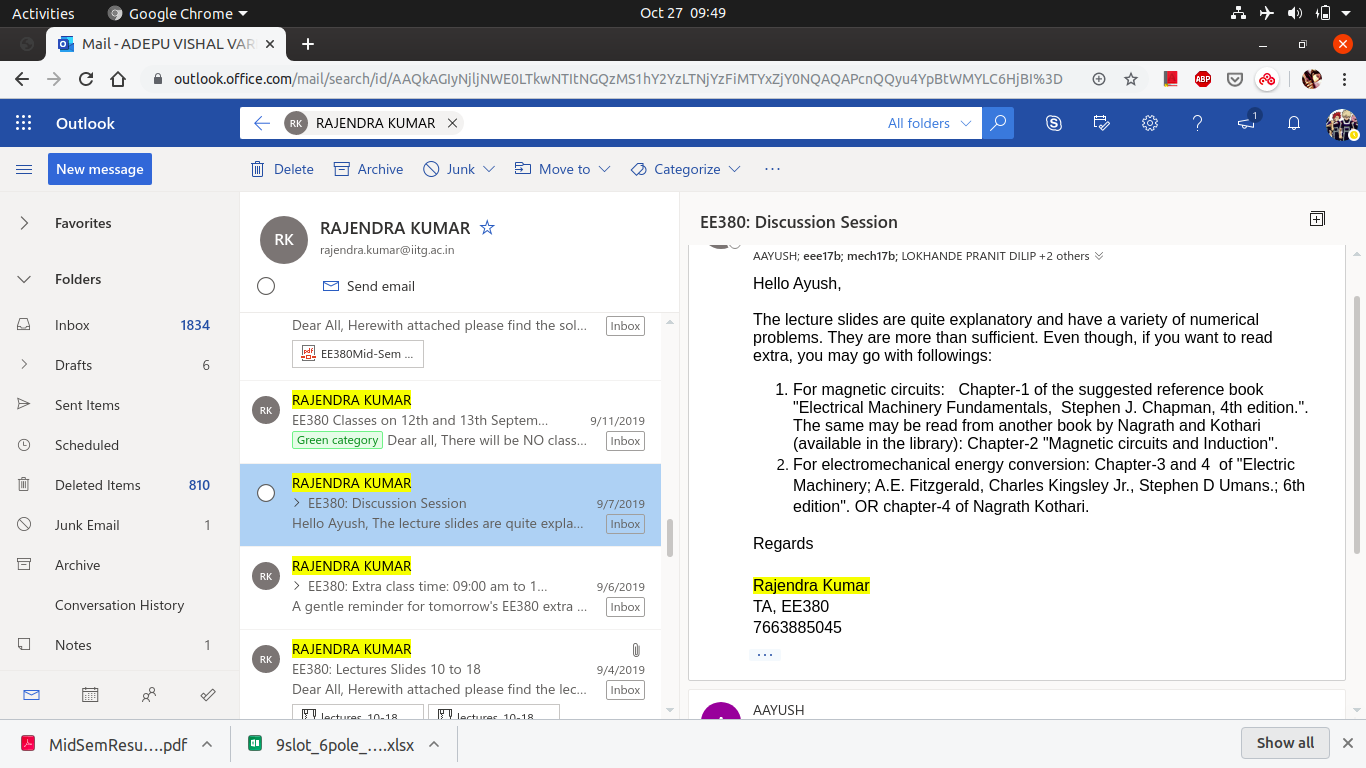 Activities
Google Chrome
Oct 27 09:49
Mail - ADEPU VISHAL VAR
outlook.office.com/mail/search/id/AAQkAGIyNjljNWE0LTkwNTItNGQzMS1hY2YzLTNjYzFiMTYxZjY0NQAQAPcnQQyu4YpBtWMYLC6HjBI%3D
ABP
Outlook
RK RAJENDRA KUMAR
All folders
1
New message
Delete
Archive
Junk
Move to
Categorize
Favorites
Folders
Inbox 1834
Drafts 6
Sent Items
Scheduled
Deleted Items 810
Junk Email 1
Archive
Conversation History
Notes 1
RK
RAJENDRA KUMAR
rajendra.kumar@iitg.ac.in
Send email
Dear All, Herewith attached please find the sol... Inbox
EE380Mid-Sem ...
RK
RAJENDRA KUMAR
EE380 Classes on 12th and 13th Septem... 9/11/2019
Green category Dear all, There will be NO class... Inbox
RAJENDRA KUMAR
EE380: Discussion Session 9/7/2019
Hello Ayush, The lecture slides are quite expla... Inbox
RK
RAJENDRA KUMAR
EE380: Extra class time: 09:00 am to 1... 9/6/2019
A gentle reminder for tomorrow's EE380 extra ... Inbox
RK
RAJENDRA KUMAR
EE380: Lectures Slides 10 to 18 9/4/2019
Dear All, Herewith attached please find the lec... Inbox
lectures 10-18 lectures 10-18
EE380: Discussion Session
AAYUSH; eee17b; mech17b; LOKHANDE PRANIT DILIP +2 others
Hello Ayush,
The lecture slides are quite explanatory and have a variety of numerical
problems. They are more than sufficient. Even though, if you want to read
extra, you may go with followings:
1. For magnetic circuits: Chapter-1 of the suggested reference book
"Electrical Machinery Fundamentals, Stephen J. Chapman, 4th edition.".
The same may be read from another book by Nagrath and Kothari
(available in the library): Chapter-2 "Magnetic circuits and Induction".
2. For electromechanical energy conversion: Chapter-3 and 4 of "Electric
Machinery; A.E. Fitzgerald, Charles Kingsley Jr., Stephen D Umans.; 6th
edition". OR chapter-4 of Nagrath Kothari.
Regards
Rajendra Kumar
TA, EE380
7663885045
...
AAYUSH
MidSemResu....pdf
9slot_6pole_....xlsx
Show all